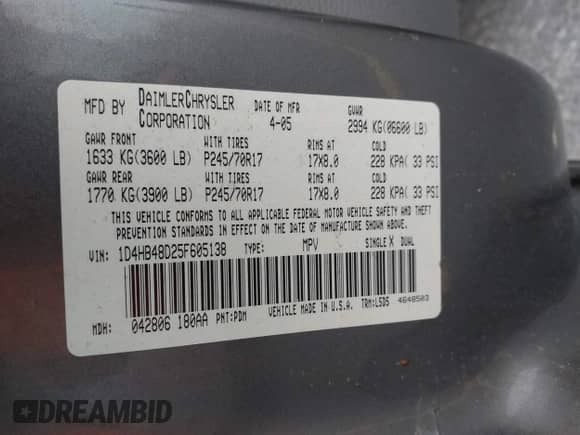 MFD BY DAIMLERCHRYSLER CORPORATION DATE OF MFR 4-05 GVWR 2994 KG(06600 LB)
GAWR FRONT WITH TIRES RIMS AT COLD
1633 KG(3600 LB) P245/70R17 17X8.0 228 KPA( 33 PSI
GAWR REAR WITH TIRES RIMS AT COLD
1770 KG(3900 LB) P245/70R17 17X8.0 228 KPA( 33 PSI
THIS VEHICLE CONFORMS TO ALL APPLICABLE FEDERAL MOTOR VEHICLE SAFETY AND THEFT
PREVENTION STANDARDS IN EFFECT ON THE DATE OF MANUFACTURE SHOWN ABOVE.
VIN: 1D4HB48D25F605138 TYPE: MPV SINGLE X DUAL
MDH: 042806 180AA PNT:PDM VEHICLE MADE IN U.S.A. TRM:L5D5 4648503
DREAMBID